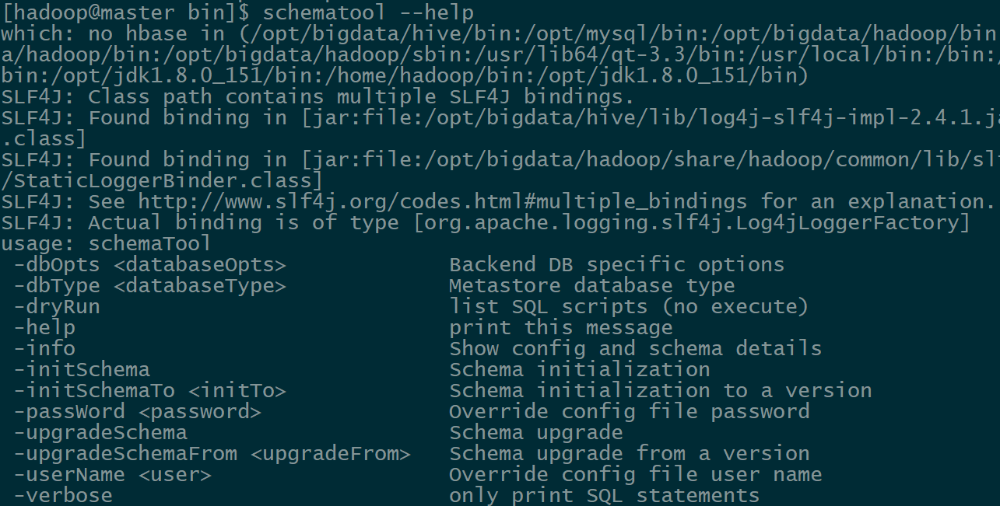 [hadoop@master bin]$ schematool --help
which: no hbase in (/opt/bigdata/hive/bin:/opt/mysql/bin:/opt/bigdata/hadoop/bin
a/hadoop/bin:/opt/bigdata/hadoop/sbin:/usr/lib64/qt-3.3/bin:/usr/local/bin:/bin:/
bin:/opt/jdk1.8.0_151/bin:/home/hadoop/bin:/opt/jdk1.8.0_151/bin)
SLF4J: Class path contains multiple SLF4J bindings.
SLF4J: Found binding in [jar:file:/opt/bigdata/hive/lib/log4j-slf4j-impl-2.4.1.ja
.class]
SLF4J: Found binding in [jar:file:/opt/bigdata/hadoop/share/hadoop/common/lib/slf
/StaticLoggerBinder.class]
SLF4J: See http://www.slf4j.org/codes.html#multiple_bindings for an explanation.
SLF4J: Actual binding is of type [org.apache.logging.slf4j.Log4jLoggerFactory]
usage: schemaTool
-dbOpts <databaseOpts> Backend DB specific options
-dbType <databaseType> Metastore database type
-dryRun list SQL scripts (no execute)
-help print this message
-info Show config and schema details
-initSchema Schema initialization
-initSchemaTo <initTo> Schema initialization to a version
-passWord <password> Override config file password
-upgradeSchema Schema upgrade
-upgradeSchemaFrom <upgradeFrom> Schema upgrade from a version
-userName <user> Override config file user name
-verbose only print SQL statements